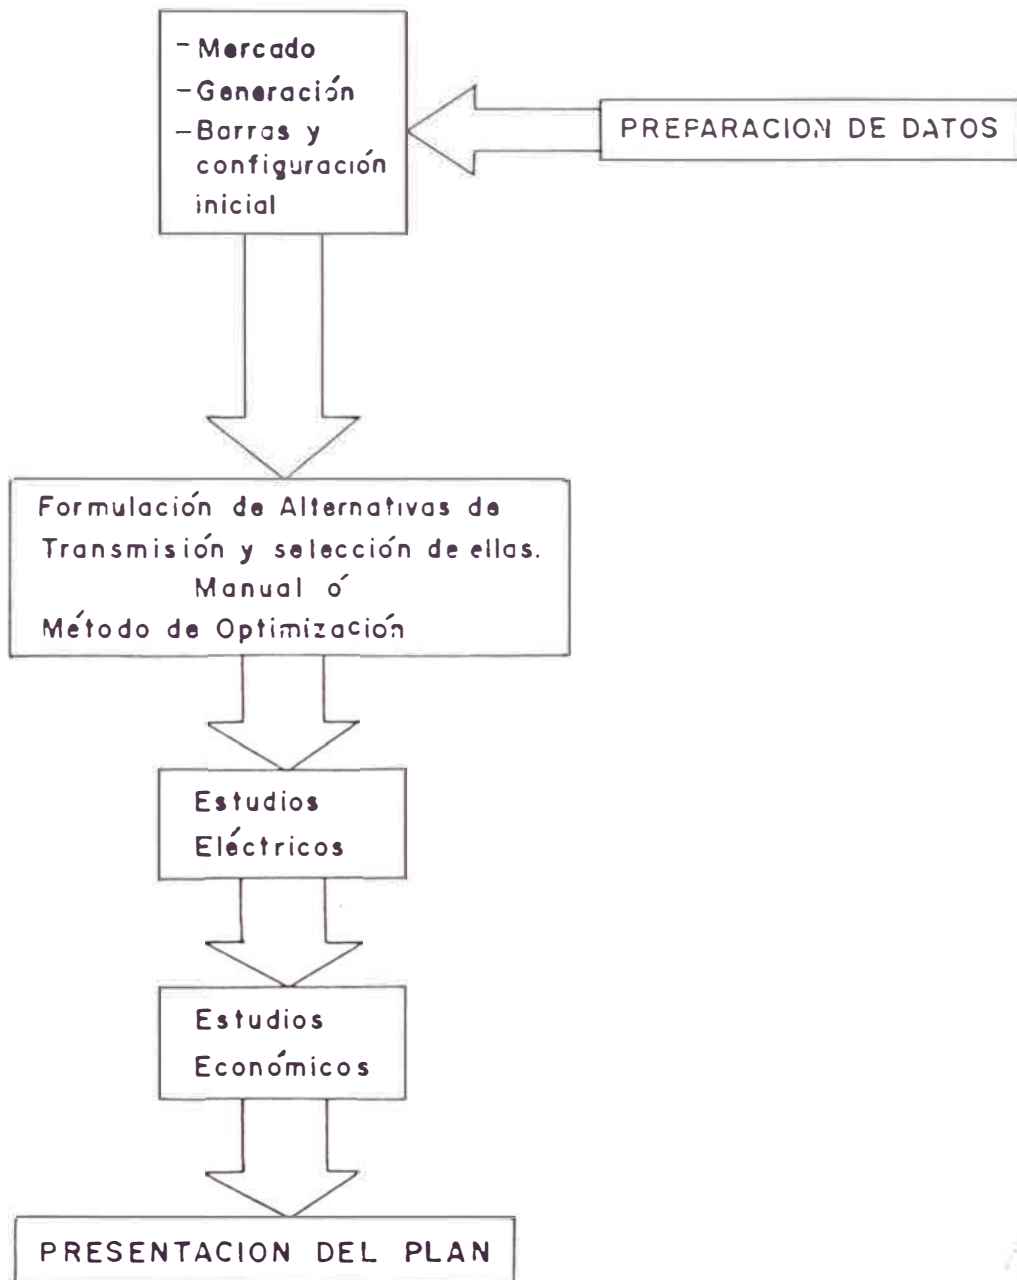 - Mercado
- Generación
- Barras y
configuración
inicial
PREPARACION DE DATOS
Formulación de Alternativas de
Transmisión y selección de ellas.
Manual ó
Método de Optimización
Estudios
Eléctricos
Estudios
Económicos
PRESENTACION DEL PLAN